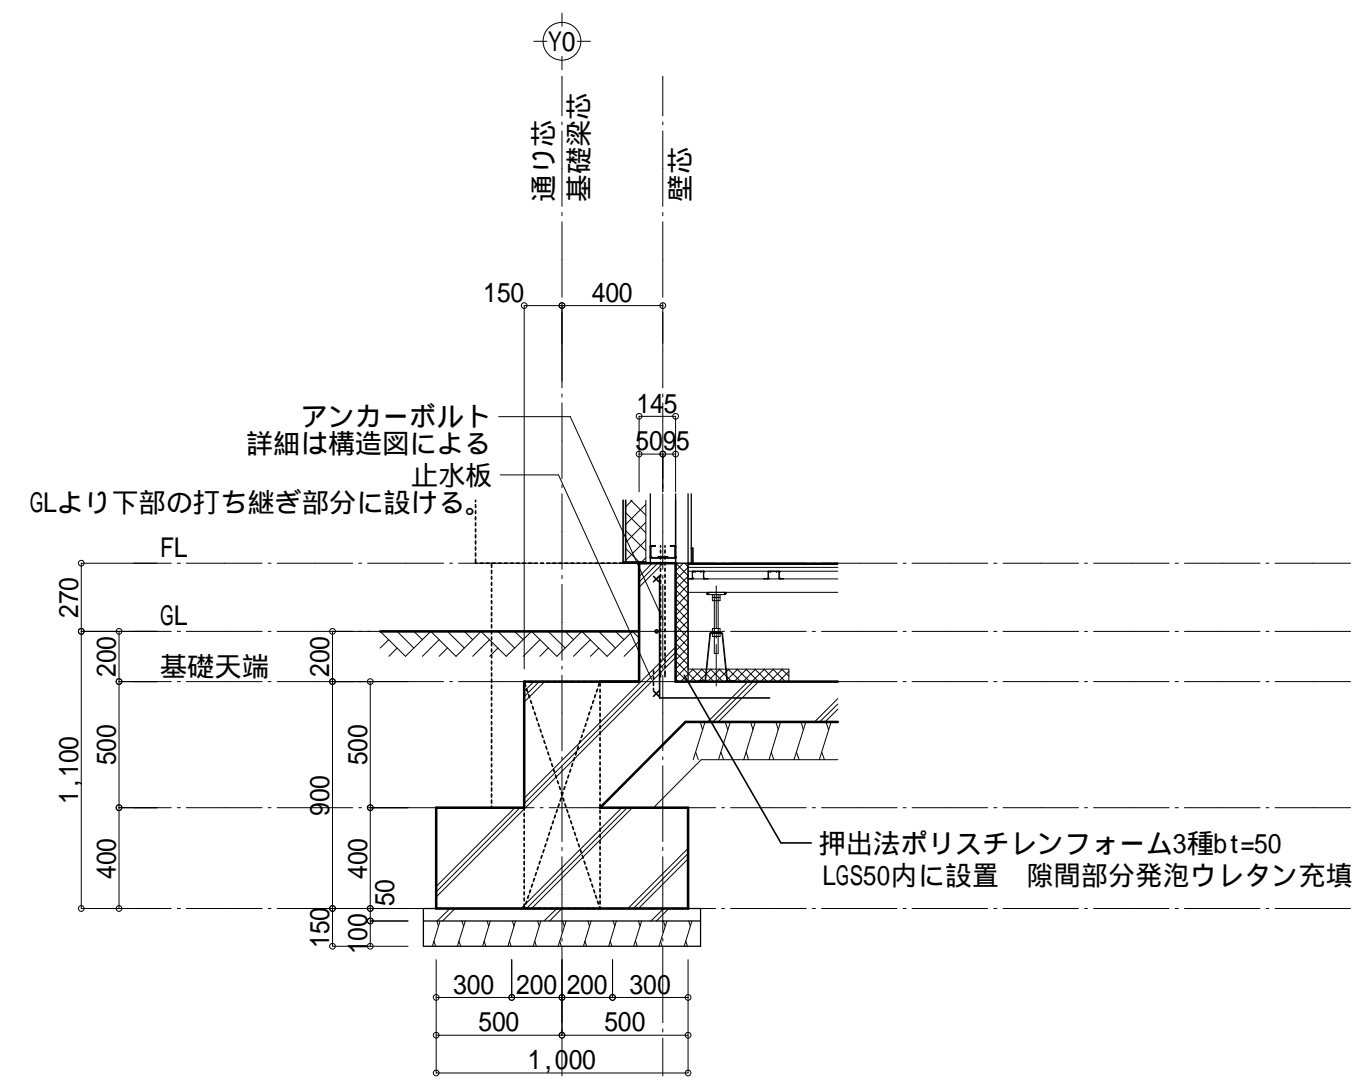 Y0
通り芯
基礎梁芯
壁芯
150
400
アンカーボルト
詳細は構造図による
止水板
GLより下部の打ち継ぎ部分に設ける。
145
50
95
FL
270
GL
200
200
基礎天端
1,100
500
500
900
400
400
50
150
100
押出法ポリスチレンフォーム3種bt=50
LGS50内に設置　隙間部分発泡ウレタン充填
300
200
200
300
500
500
1,000